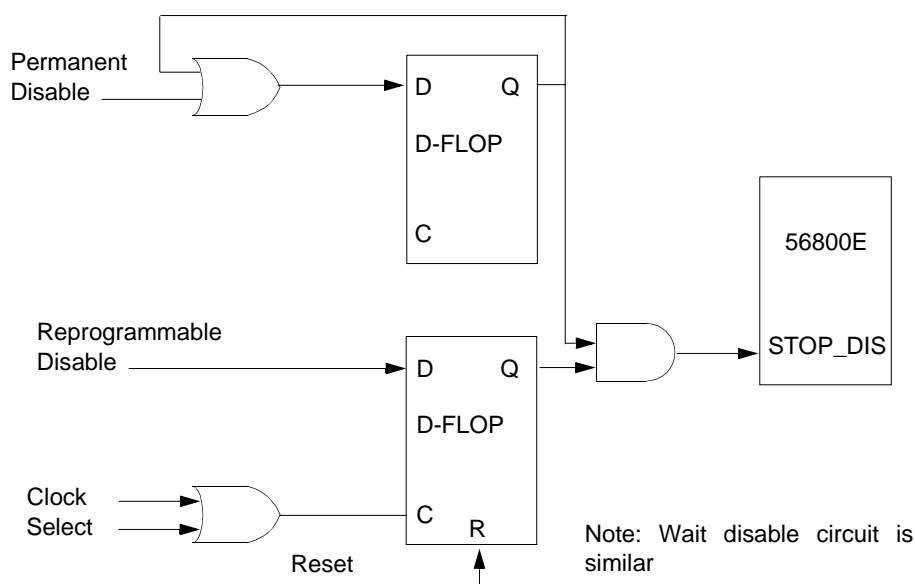 Permanent
Disable
D Q
D-FLOP
C
56800E
STOP_DIS
Reprogrammable
Disable
D Q
D-FLOP
Clock
Select
C
R
Reset
Note: Wait disable circuit is
similar